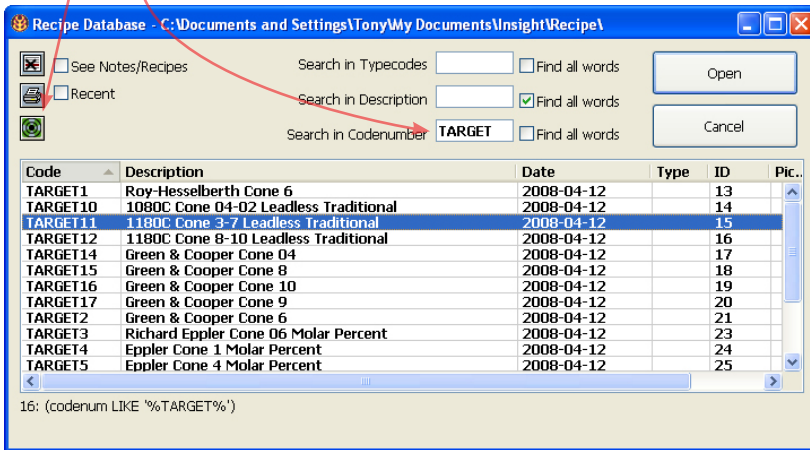 Recipe Database - C:\Documents and Settings\Tony\My Documents\Insight\Recipe\
See Notes/Recipes Search in Typecodes Find all words Open
Recent Search in Description Find all words
Search in Codenumber TARGET Find all words Cancel
Code Description Date Type ID Pic..
TARGET1 Roy-Hesselberth Cone 6 2008-04-12 13
TARGET10 1080C Cone 04-02 Leadless Traditional 2008-04-12 14
TARGET11 1180C Cone 3-7 Leadless Traditional 2008-04-12 15
TARGET12 1180C Cone 8-10 Leadless Traditional 2008-04-12 16
TARGET14 Green & Cooper Cone 04 2008-04-12 17
TARGET15 Green & Cooper Cone 8 2008-04-12 18
TARGET16 Green & Cooper Cone 10 2008-04-12 19
TARGET17 Green & Cooper Cone 9 2008-04-12 20
TARGET2 Green & Cooper Cone 6 2008-04-12 21
TARGET3 Richard Eppler Cone 06 Molar Percent 2008-04-12 23
TARGET4 Eppler Cone 1 Molar Percent 2008-04-12 24
TARGET5 Eppler Cone 4 Molar Percent 2008-04-12 25
16: (codenum LIKE '%TARGET%')